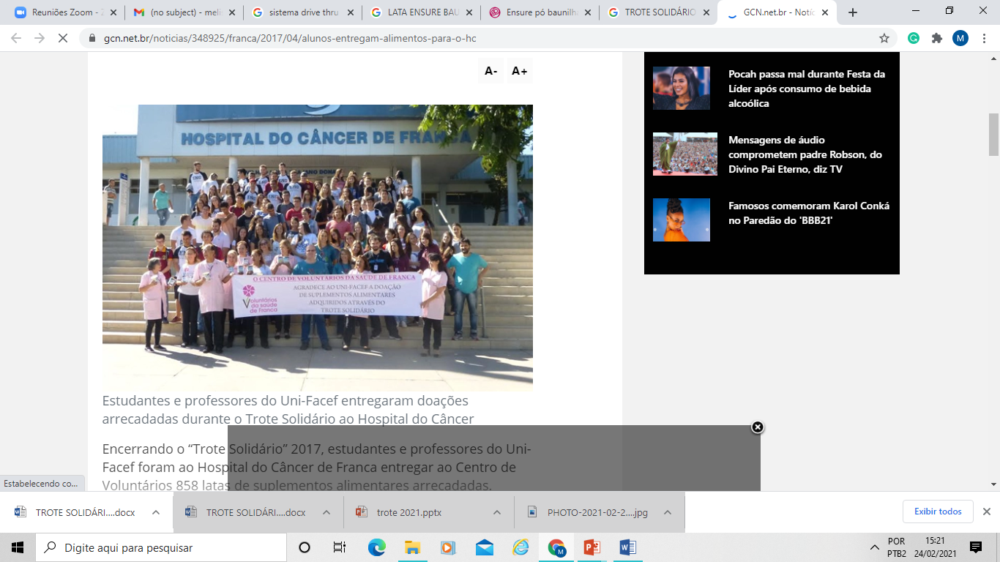 Reuniões Zoom - Z
(no subject) - meli
sistema drive thru
LATA ENSURE BAU
Ensure pó baunilh
TROTE SOLIDÁRIO
GCN.net.br - Notíc
gcn.net.br/noticias/348925/franca/2017/04/alunos-entregam-alimentos-para-o-hc
M
A- A+
HOSPITAL DO CÂNCER DE FRANCA
O CENTRO DE VOLUNTÁRIOS DA SAÚDE DE FRANCA
AGRADECE AO UNI-FACEF A DOAÇÃO
DE SUPLEMENTOS ALIMENTARES
ADQUIRIDOS ATRAVÉS DO
TROTE SOLIDÁRIO
Voluntários
da saúde
de Franca
Pocah passa mal durante Festa da
Líder após consumo de bebida
alcoólica
Mensagens de áudio
comprometem padre Robson, do
Divino Pai Eterno, diz TV
Famosos comemoram Karol Conká
no Paredão do 'BBB21'
Estudantes e professores do Uni-Facef entregaram doações
arrecadadas durante o Trote Solidário ao Hospital do Câncer
Encerrando o “Trote Solidário” 2017, estudantes e professores do Uni-
Facef foram ao Hospital do Câncer de Franca entregar ao Centro de
Voluntários 858 latas de suplementos alimentares arrecadadas.
Estabelecendo co...
TROTE SOLIDÁRI....docx
TROTE SOLIDÁRI....docx
trote 2021.pptx
PHOTO-2021-02-2....jpg
Exibir todos
Digite aqui para pesquisar
POR
PTB2
15:21
24/02/2021